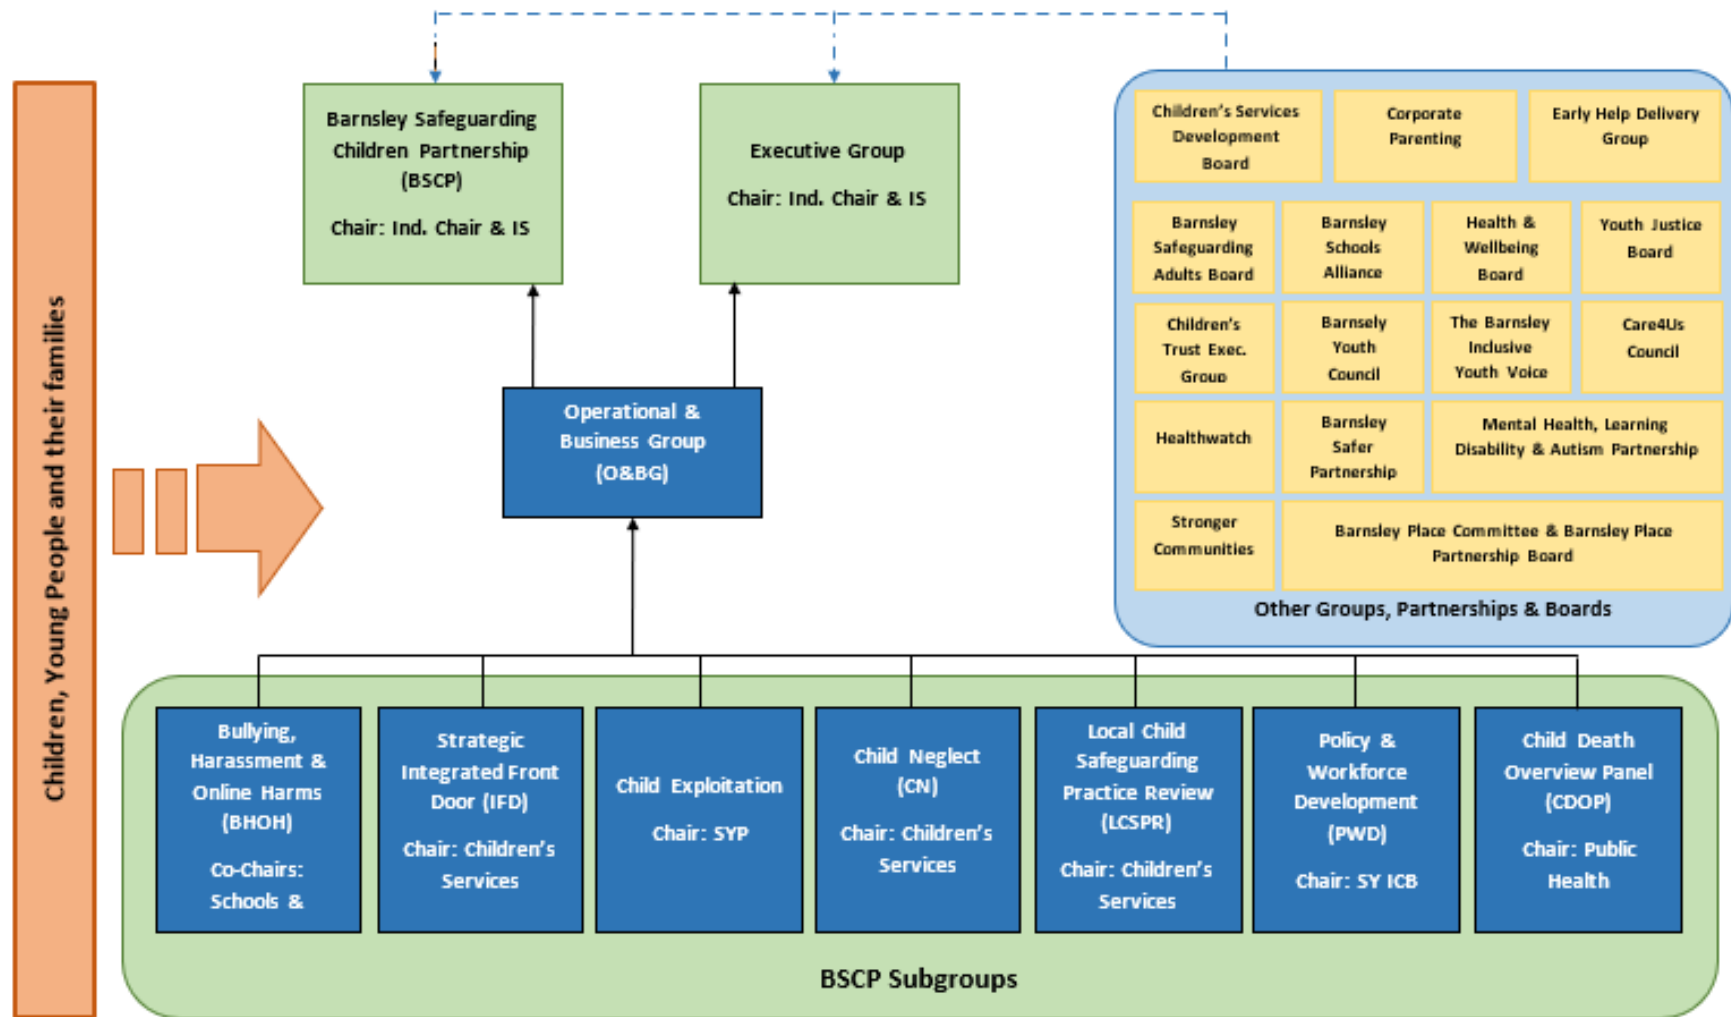 Children, Young People and their families
Barnsley Safeguarding
Children Partnership
(BSCP)
Chair: Ind. Chair & IS
Executive Group
Chair: Ind. Chair & IS
Operational &
Business Group
(O&BG)
Children's Services
Development
Board
Corporate
Parenting
Early Help Delivery
Group
Barnsley
Safeguarding
Adults Board
Barnsley
Schools
Alliance
Health &
Wellbeing
Board
Youth Justice
Board
Children's
Trust Exec.
Group
Barnsely
Youth
Council
The Barnsley
Inclusive
Youth Voice
Care4Us
Council
Healthwatch
Barnsley
Safer
Partnership
Mental Health, Learning
Disability & Autism Partnership
Stronger
Communities
Barnsley Place Committee & Barnsley Place
Partnership Board
Other Groups, Partnerships & Boards
Bullying,
Harassment &
Online Harms
(BHOH)
Co-Chairs:
Schools &
Strategic
Integrated Front
Door (IFD)
Chair: Children's
Services
Child Exploitation
Chair: SYP
Child Neglect
(CN)
Chair: Children's
Services
Local Child
Safeguarding
Practice Review
(LCSPR)
Chair: Children's
Services
Policy &
Workforce
Development
(PWD)
Chair: SY ICB
Child Death
Overview Panel
(CDOP)
Chair: Public
Health
BSCP Subgroups